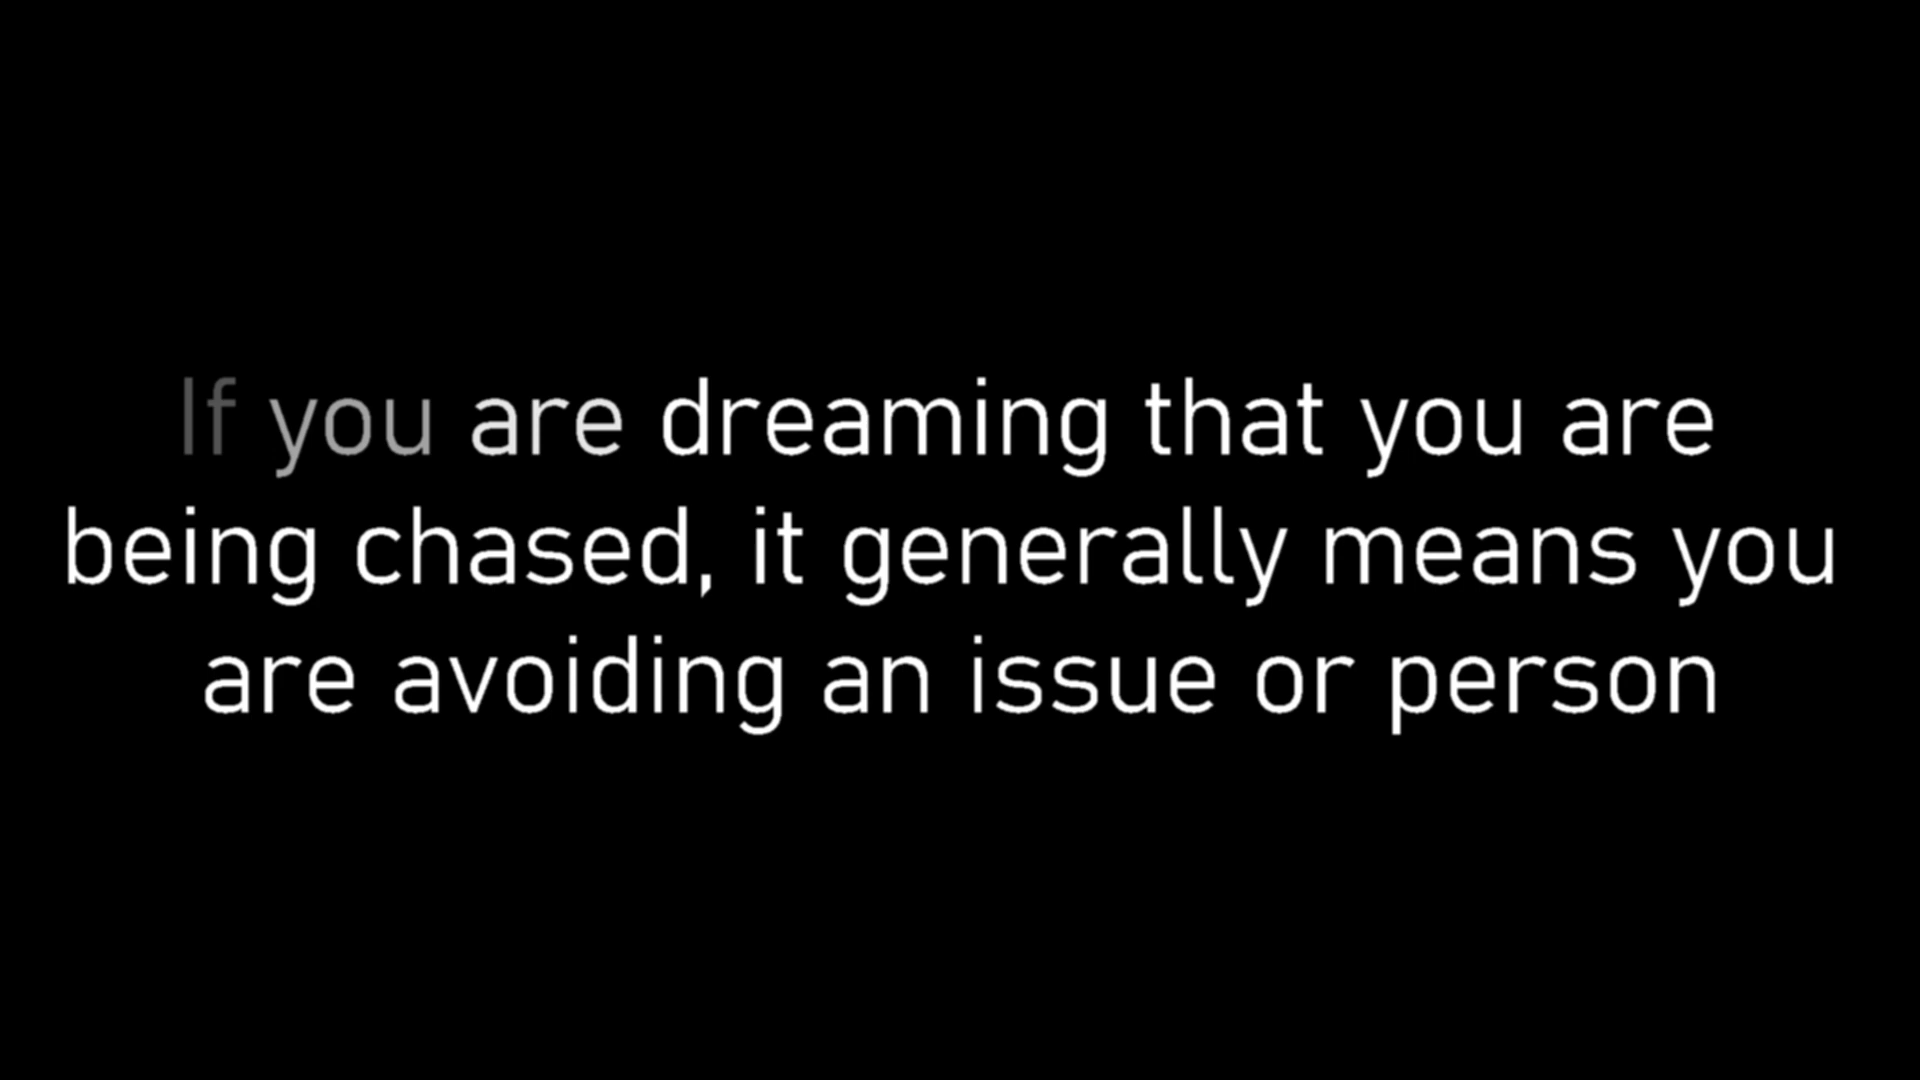 If you are dreaming that you are
being chased, it generally means you
are avoiding an issue or person